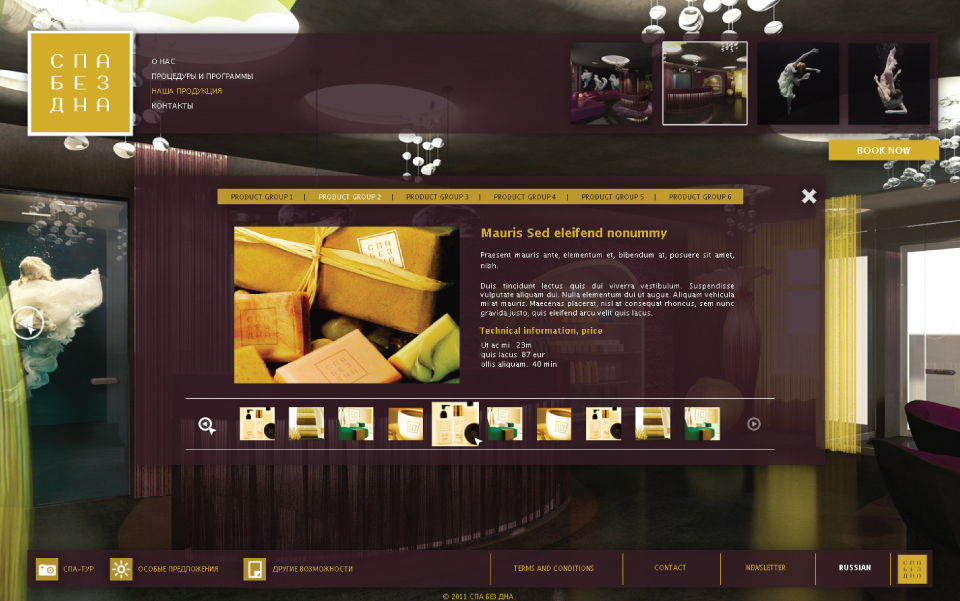 СПА
БЕЗ
ДНА
О НАС
ПРОЦЕДУРЫ И ПРОГРАММЫ
НАША ПРОДУКЦИЯ
КОНТАКТЫ
BOOK NOW
PRODUCT GROUP 1 | PRODUCT GROUP 2 | PRODUCT GROUP 3 | PRODUCT GROUP 4 | PRODUCT GROUP 5 | PRODUCT GROUP 6
СПА
БЕЗ
ДНА
Mauris Sed eleifend nonummy
Praesent mauris ante, elementum et, bibendum at, posuere sit amet,
nibh.
Duis tincidunt lectus quis dui viverra vestibulum. Suspendisse
vulputate aliquam dui. Nulla elementum dui ut augue. Aliquam vehicula
mi at mauris. Maecenas placerat, nisl at consequat rhoncus, sem nunc
gravida justo, quis eleifend arcu velit quis lacus.
Technical information, price
Ut ac mi 23m
quis lacus 87 eur
ollis aliquam. 40 min
СПА-ТУР
ОСОБЫЕ ПРЕДЛОЖЕНИЯ
ДРУГИЕ ВОЗМОЖНОСТИ
TERMS AND CONDITIONS
CONTACT
NEWSLETTER
RUSSIAN
СПА
БЕЗ
ДНА
© 2011 СПА БЕЗ ДНА